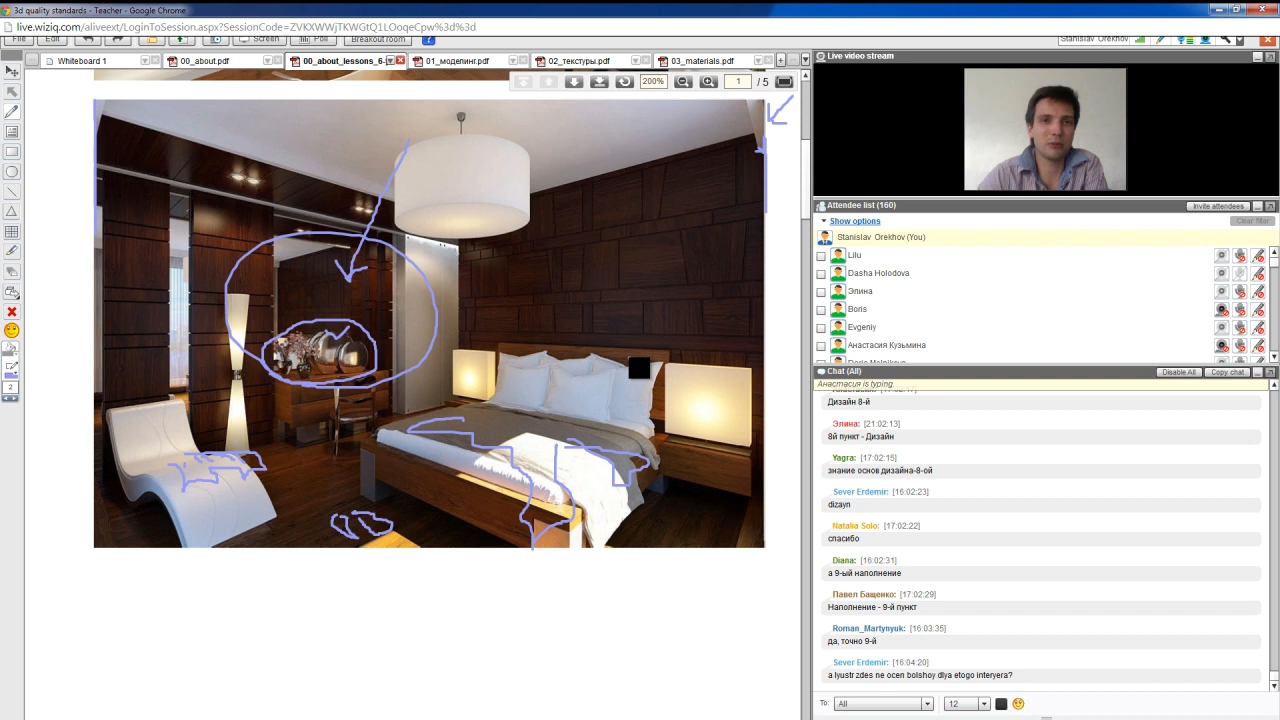 3d quality standards - Teacher - Google Chrome
live.wiziq.com/aliveext/LoginToSession.aspx?SessionCode=ZVKXWWjTKWGtQ1LOoqeCpw%3d%3d
File Edit Screen Poll Breakout room ? Stanislav Orekhov
Whiteboard 1 00_about.pdf 00_about_lessons_6- 01_моделинг.pdf 02_текстуры.pdf 03_materials.pdf
200% 1 / 5
2
Live video stream
Attendee list (160) Invite attendees
Show options Clear filter
Stanislav Orekhov (You)
Lilu
Dasha Holodova
Элина
Boris
Evgeniy
Анастасия Кузьмина
Chat (All) Disable All Copy chat
Анастасия is typing.
Дизайн 8-й
Элина: [21:02:13]
8й пункт - Дизайн
Yagra: [17:02:15]
знание основ дизайна-8-ой
Sever Erdemir: [16:02:23]
dizayn
Natalia Solo: [17:02:22]
спасибо
Diana: [16:02:31]
а 9-ый наполнение
Павел Бащенко: [17:02:29]
Наполнение - 9-й пункт
Roman_Martynyuk: [16:03:35]
да, точно 9-й
Sever Erdemir: [16:04:20]
a lyustr zdes ne ocen bolshoy dlya etogo interyera?
To: All 12